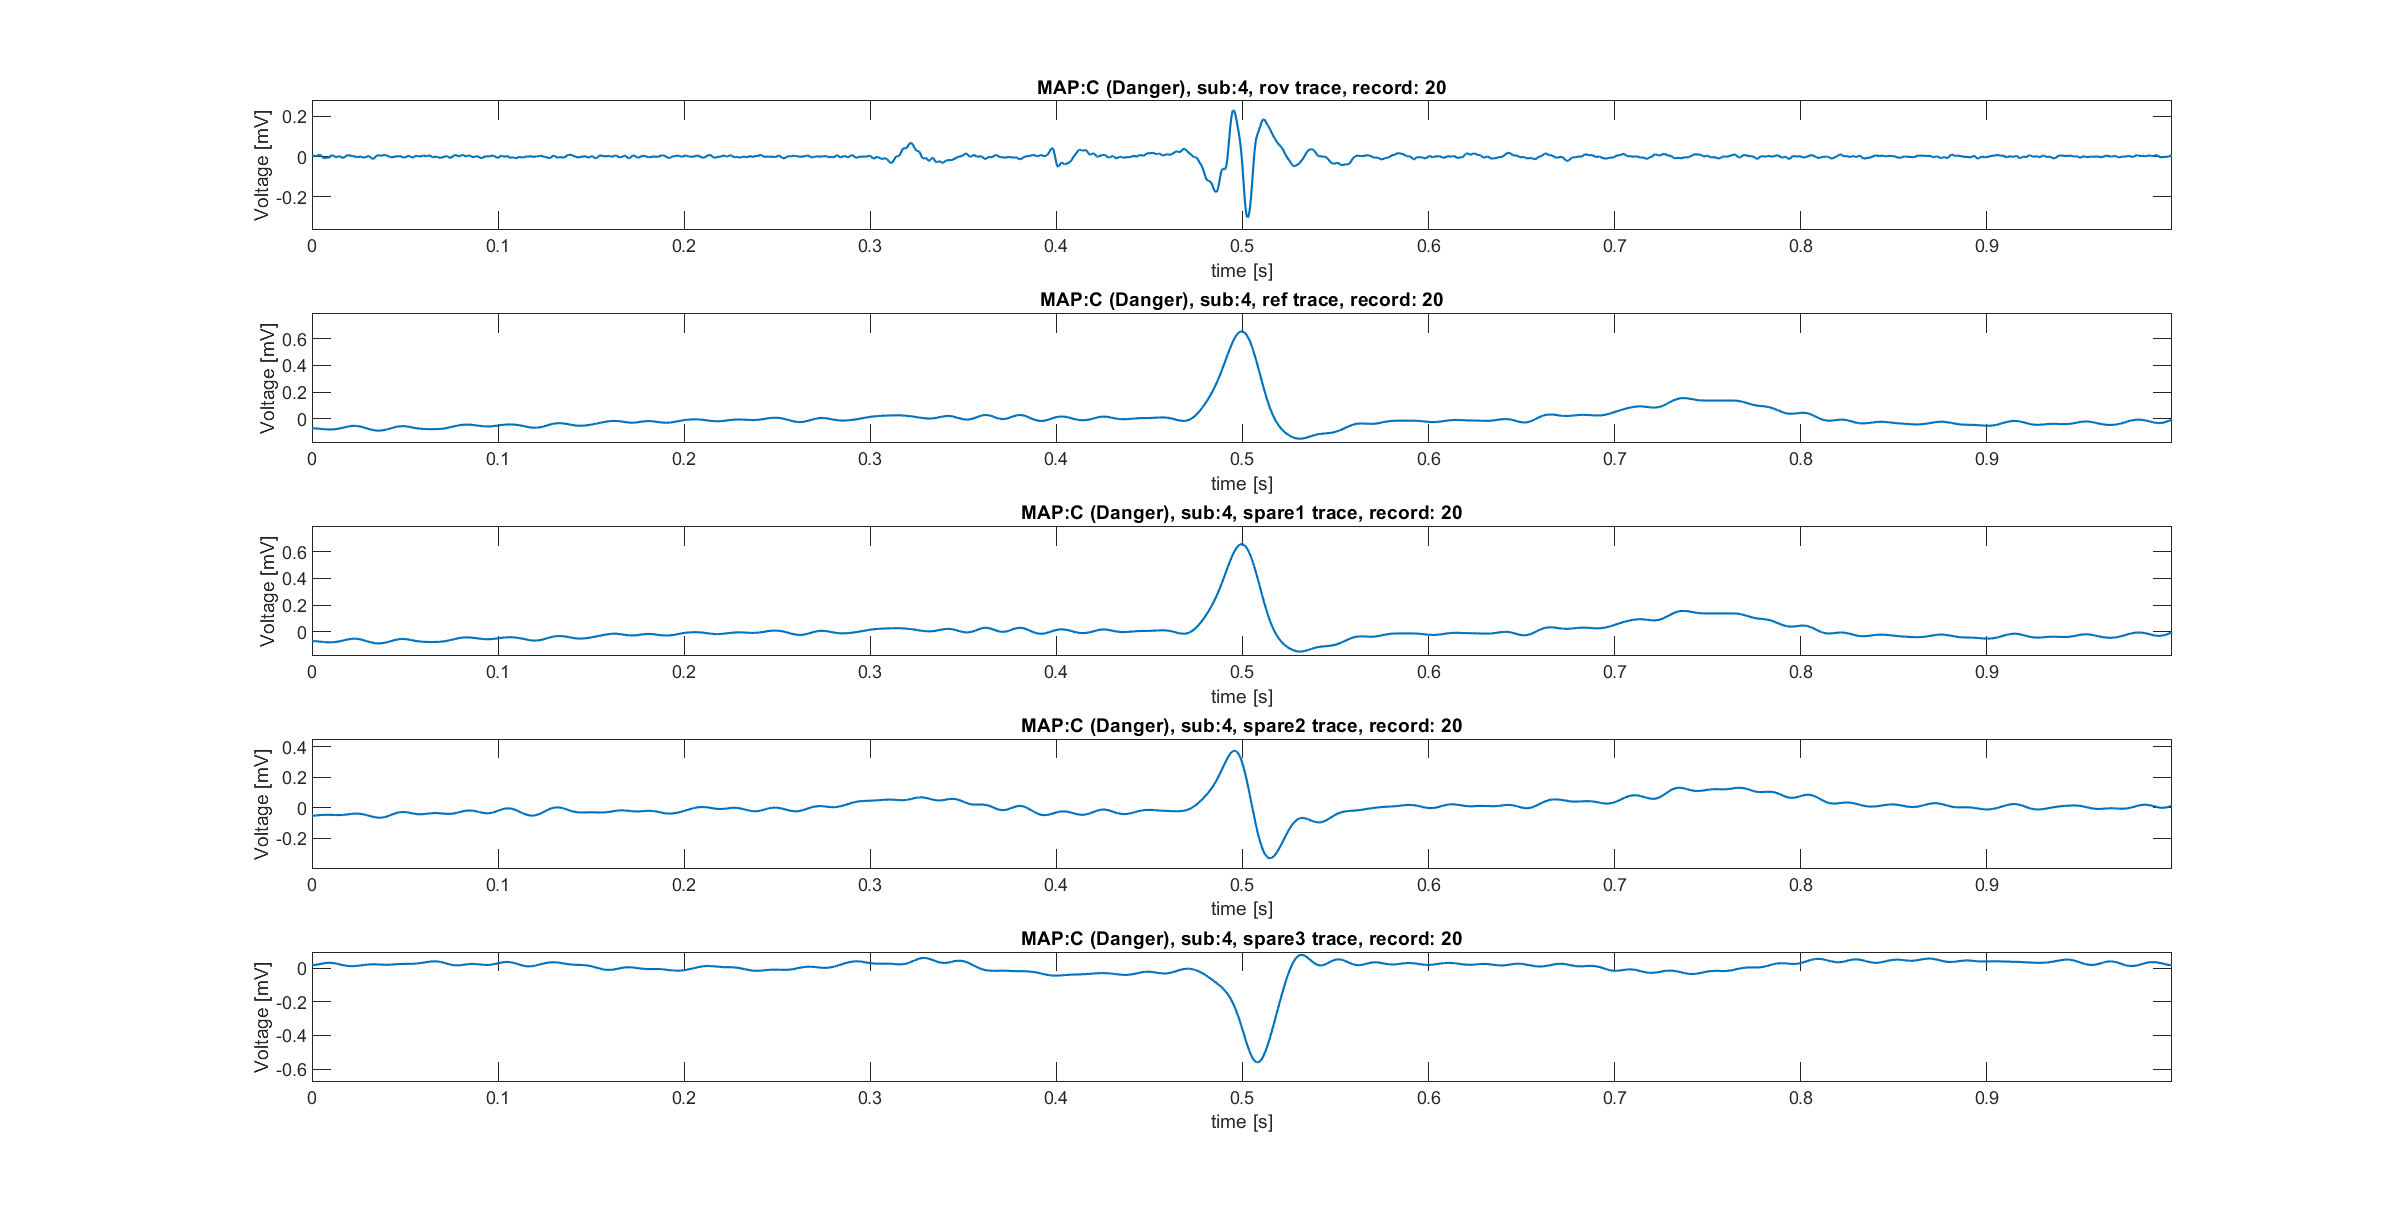 MAP:C (Danger), sub:4, rov trace, record: 20
Voltage [mV]
0.2
0
-0.2
0 0.1 0.2 0.3 0.4 0.5 0.6 0.7 0.8 0.9
time [s]
MAP:C (Danger), sub:4, ref trace, record: 20
Voltage [mV]
0.6
0.4
0.2
0
0 0.1 0.2 0.3 0.4 0.5 0.6 0.7 0.8 0.9
time [s]
MAP:C (Danger), sub:4, spare1 trace, record: 20
Voltage [mV]
0.6
0.4
0.2
0
0 0.1 0.2 0.3 0.4 0.5 0.6 0.7 0.8 0.9
time [s]
MAP:C (Danger), sub:4, spare2 trace, record: 20
Voltage [mV]
0.4
0.2
0
-0.2
0 0.1 0.2 0.3 0.4 0.5 0.6 0.7 0.8 0.9
time [s]
MAP:C (Danger), sub:4, spare3 trace, record: 20
Voltage [mV]
0
-0.2
-0.4
-0.6
0 0.1 0.2 0.3 0.4 0.5 0.6 0.7 0.8 0.9
time [s]